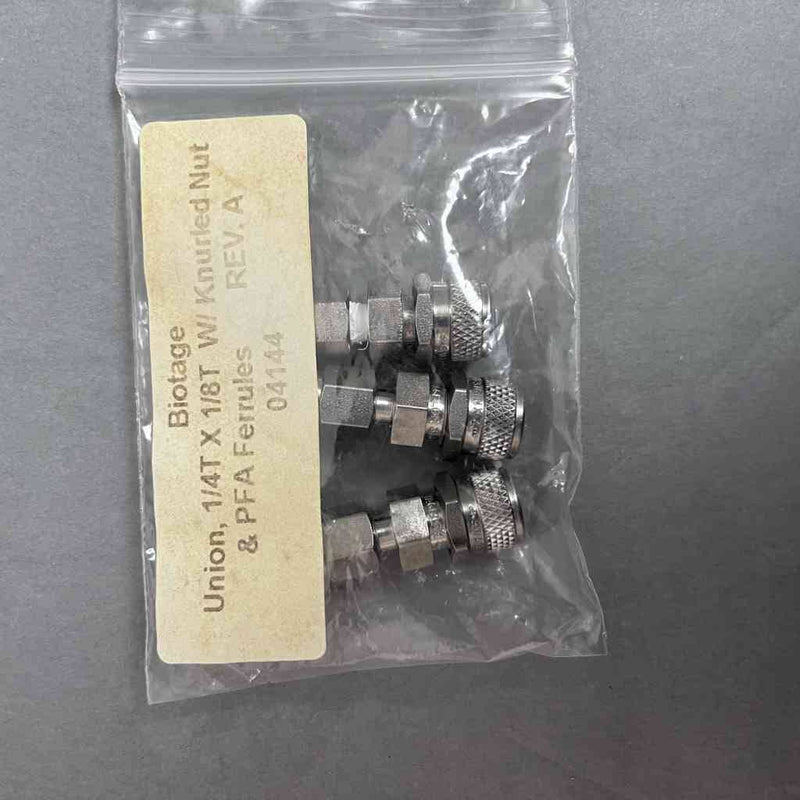 Biotage
Union, 1/4T X 1/8T W/ Knurled Nut
& PFA Ferrules REV. A
04144